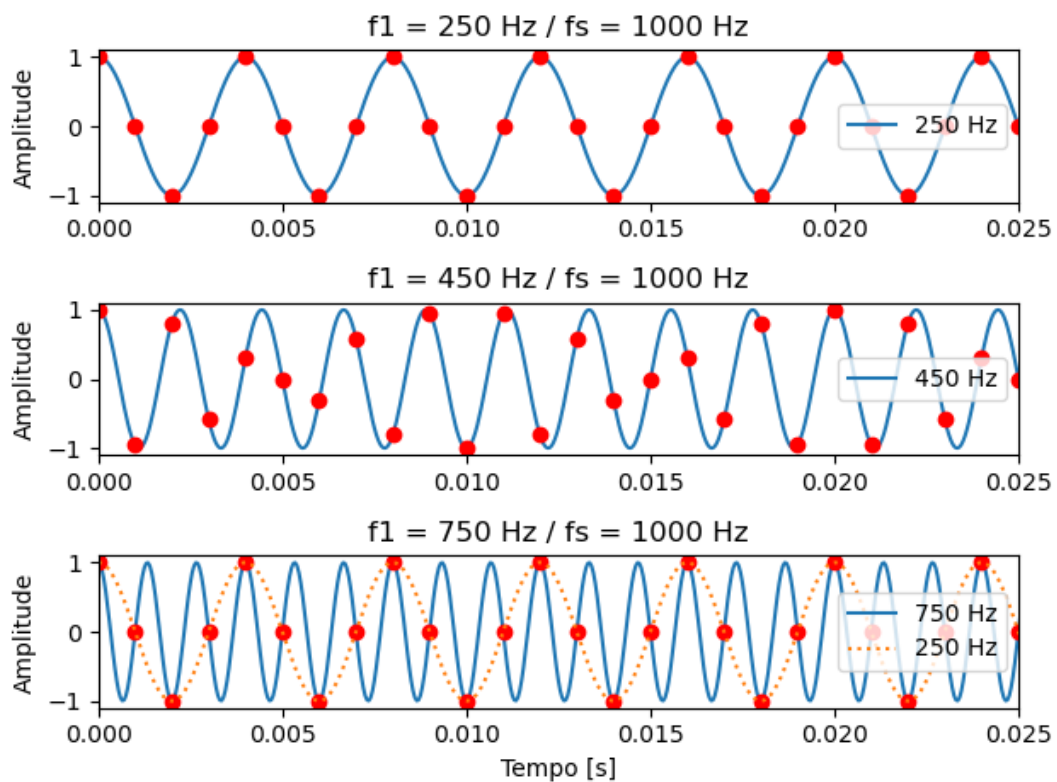 f1 = 250 Hz / fs = 1000 Hz
Amplitude
1
0
−1
250 Hz
0.000 0.005 0.010 0.015 0.020 0.025
f1 = 450 Hz / fs = 1000 Hz
Amplitude
1
0
−1
450 Hz
0.000 0.005 0.010 0.015 0.020 0.025
f1 = 750 Hz / fs = 1000 Hz
Amplitude
1
0
−1
750 Hz
250 Hz
0.000 0.005 0.010 0.015 0.020 0.025
Tempo [s]